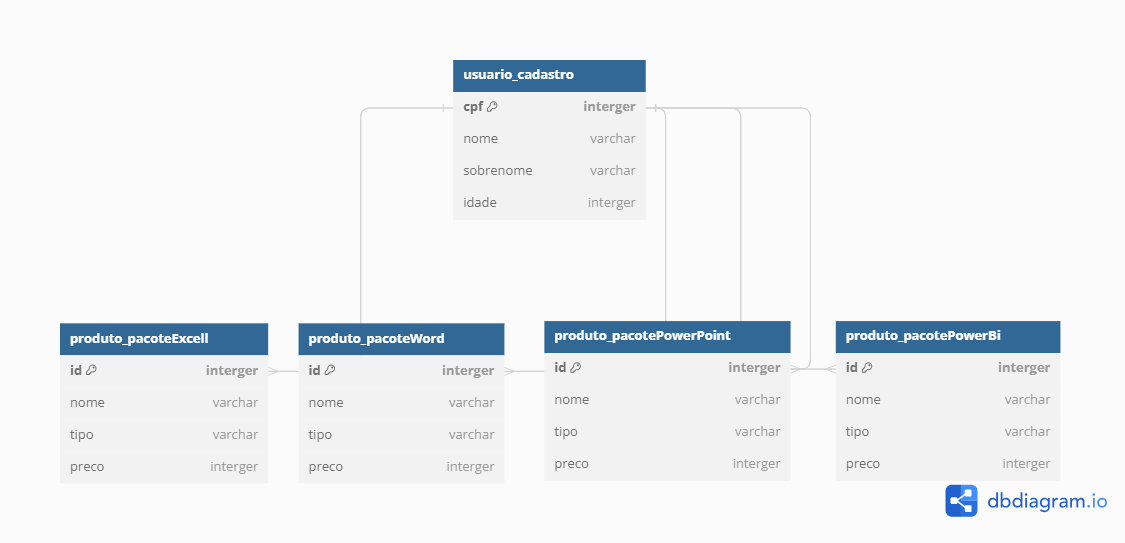 usuario_cadastro
cpf interger
nome varchar
sobrenome varchar
idade interger
produto_pacoteExcell
id interger
nome varchar
tipo varchar
preco interger
produto_pacoteWord
id interger
nome varchar
tipo varchar
preco interger
produto_pacotePowerPoint
id interger
nome varchar
tipo varchar
preco interger
produto_pacotePowerBi
id interger
nome varchar
tipo varchar
preco interger
dbdiagram.io